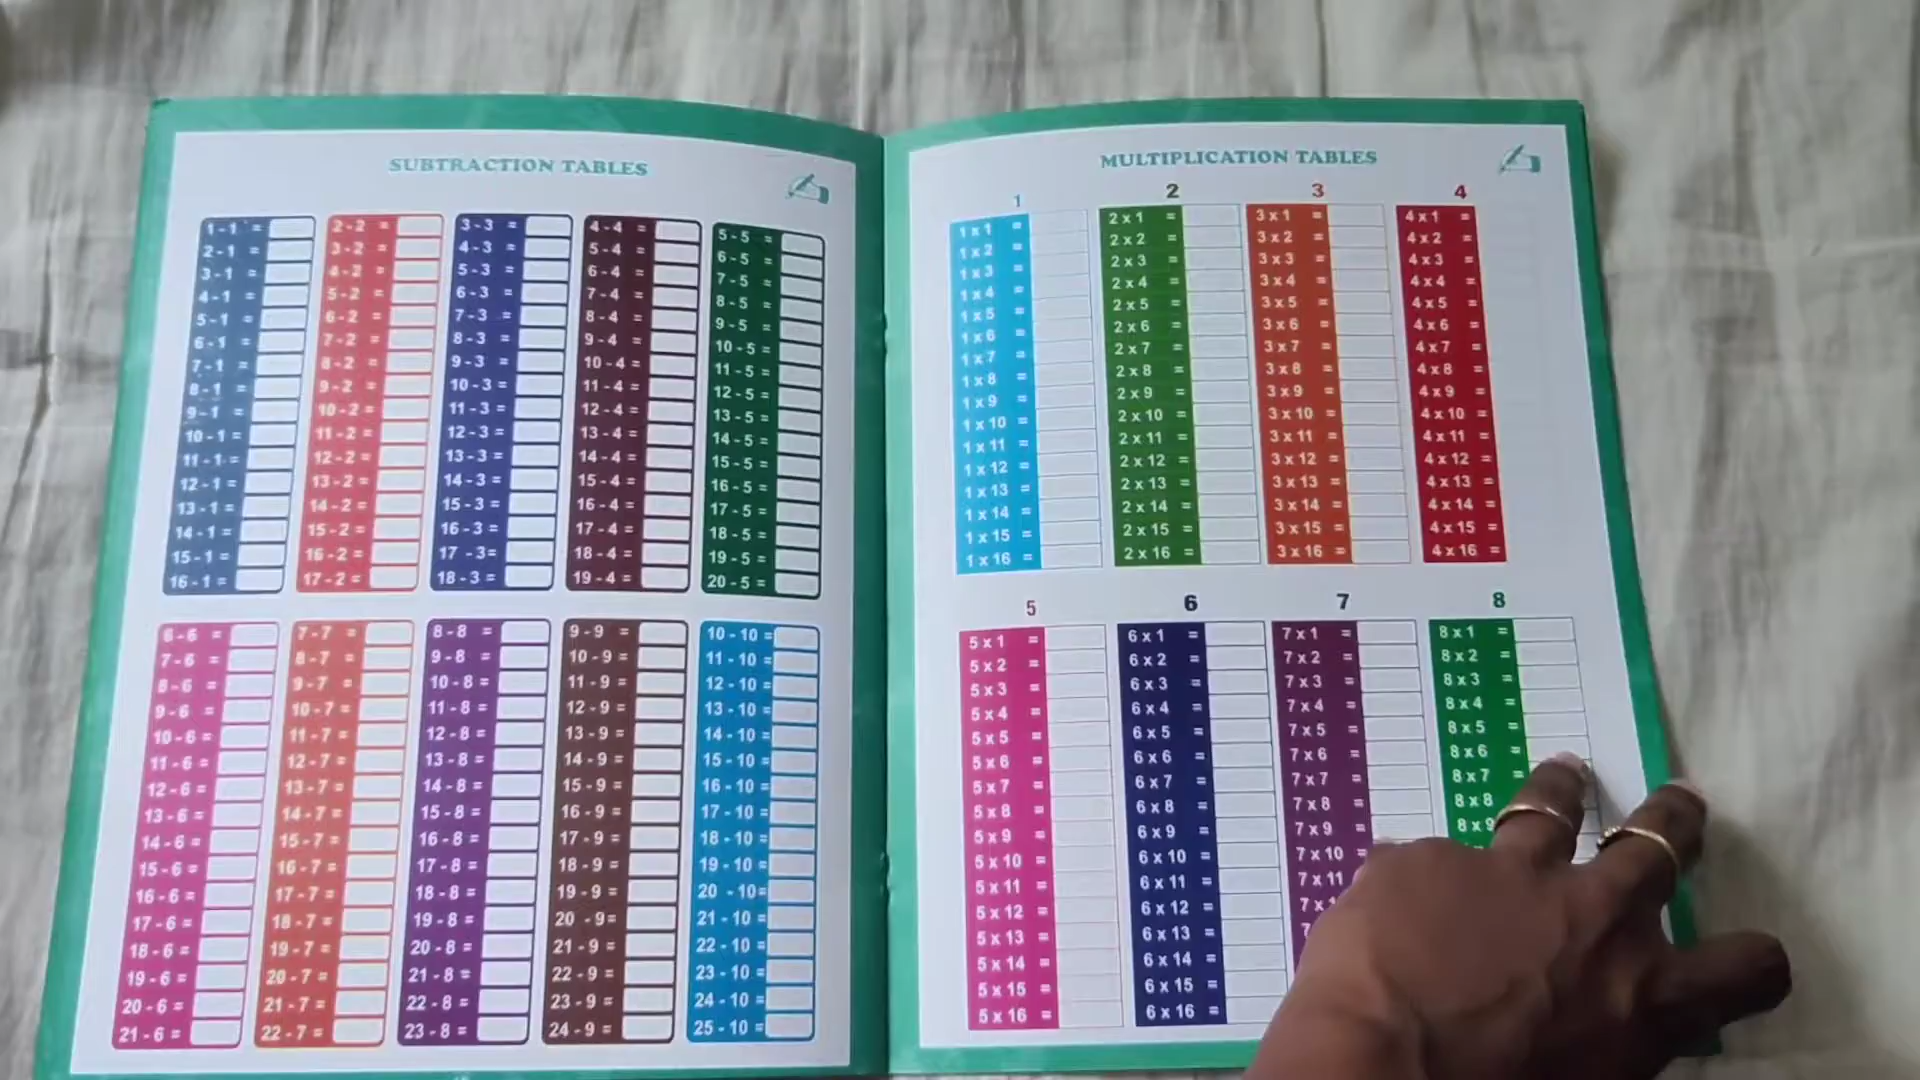 SUBTRACTION TABLES
1 - 1 =
2 - 1 =
3 - 1 =
4 - 1 =
5 - 1 =
6 - 1 =
7 - 1 =
8 - 1 =
9 - 1 =
10 - 1 =
11 - 1 =
12 - 1 =
13 - 1 =
14 - 1 =
15 - 1 =
16 - 1 =
2 - 2 =
3 - 2 =
4 - 2 =
5 - 2 =
6 - 2 =
7 - 2 =
8 - 2 =
9 - 2 =
10 - 2 =
11 - 2 =
12 - 2 =
13 - 2 =
14 - 2 =
15 - 2 =
16 - 2 =
17 - 2 =
3 - 3 =
4 - 3 =
5 - 3 =
6 - 3 =
7 - 3 =
8 - 3 =
9 - 3 =
10 - 3 =
11 - 3 =
12 - 3 =
13 - 3 =
14 - 3 =
15 - 3 =
16 - 3 =
17 - 3=
18 - 3 =
4 - 4 =
5 - 4 =
6 - 4 =
7 - 4 =
8 - 4 =
9 - 4 =
10 - 4 =
11 - 4 =
12 - 4 =
13 - 4 =
14 - 4 =
15 - 4 =
16 - 4 =
17 - 4 =
18 - 4 =
19 - 4 =
5 - 5 =
6 - 5 =
7 - 5 =
8 - 5 =
9 - 5 =
10 - 5 =
11 - 5 =
12 - 5 =
13 - 5 =
14 - 5 =
15 - 5 =
16 - 5 =
17 - 5 =
18 - 5 =
19 - 5 =
20 - 5 =
6 - 6 =
7 - 6 =
8 - 6 =
9 - 6 =
10 - 6 =
11 - 6 =
12 - 6 =
13 - 6 =
14 - 6 =
15 - 6 =
16 - 6 =
17 - 6 =
18 - 6 =
19 - 6 =
20 - 6 =
21 - 6 =
7 - 7 =
8 - 7 =
9 - 7 =
10 - 7 =
11 - 7 =
12 - 7 =
13 - 7 =
14 - 7 =
15 - 7 =
16 - 7 =
17 - 7 =
18 - 7 =
19 - 7 =
20 - 7 =
21 - 7 =
22 - 7 =
8 - 8 =
9 - 8 =
10 - 8 =
11 - 8 =
12 - 8 =
13 - 8 =
14 - 8 =
15 - 8 =
16 - 8 =
17 - 8 =
18 - 8 =
19 - 8 =
20 - 8 =
21 - 8 =
22 - 8 =
23 - 8 =
9 - 9 =
10 - 9 =
11 - 9 =
12 - 9 =
13 - 9 =
14 - 9 =
15 - 9 =
16 - 9 =
17 - 9 =
18 - 9 =
19 - 9 =
20 - 9=
21 - 9 =
22 - 9 =
23 - 9 =
24 - 9 =
10 - 10 =
11 - 10 =
12 - 10 =
13 - 10 =
14 - 10 =
15 - 10 =
16 - 10 =
17 - 10 =
18 - 10 =
19 - 10 =
20 - 10=
21 - 10 =
22 - 10 =
23 - 10 =
24 - 10 =
25 - 10 =
MULTIPLICATION TABLES
1
1 x 1 =
1 x 2 =
1 x 3 =
1 x 4 =
1 x 5 =
1 x 6 =
1 x 7 =
1 x 8 =
1 x 9 =
1 x 10 =
1 x 11 =
1 x 12 =
1 x 13 =
1 x 14 =
1 x 15 =
1 x 16 =
2
2 x 1 =
2 x 2 =
2 x 3 =
2 x 4 =
2 x 5 =
2 x 6 =
2 x 7 =
2 x 8 =
2 x 9 =
2 x 10 =
2 x 11 =
2 x 12 =
2 x 13 =
2 x 14 =
2 x 15 =
2 x 16 =
3
3 x 1 =
3 x 2 =
3 x 3 =
3 x 4 =
3 x 5 =
3 x 6 =
3 x 7 =
3 x 8 =
3 x 9 =
3 x 10 =
3 x 11 =
3 x 12 =
3 x 13 =
3 x 14 =
3 x 15 =
3 x 16 =
4
4 x 1 =
4 x 2 =
4 x 3 =
4 x 4 =
4 x 5 =
4 x 6 =
4 x 7 =
4 x 8 =
4 x 9 =
4 x 10 =
4 x 11 =
4 x 12 =
4 x 13 =
4 x 14 =
4 x 15 =
4 x 16 =
5
5 x 1 =
5 x 2 =
5 x 3 =
5 x 4 =
5 x 5 =
5 x 6 =
5 x 7 =
5 x 8 =
5 x 9 =
5 x 10 =
5 x 11 =
5 x 12 =
5 x 13 =
5 x 14 =
5 x 15 =
5 x 16 =
6
6 x 1 =
6 x 2 =
6 x 3 =
6 x 4 =
6 x 5 =
6 x 6 =
6 x 7 =
6 x 8 =
6 x 9 =
6 x 10 =
6 x 11 =
6 x 12 =
6 x 13 =
6 x 14 =
6 x 15 =
6 x 16 =
7
7 x 1 =
7 x 2 =
7 x 3 =
7 x 4 =
7 x 5 =
7 x 6 =
7 x 7 =
7 x 8 =
7 x 9 =
7 x 10 =
7 x 11
7 x
7
8
8 x 1 =
8 x 2 =
8 x 3 =
8 x 4 =
8 x 5 =
8 x 6 =
8 x 7 =
8 x 8
8 x 9